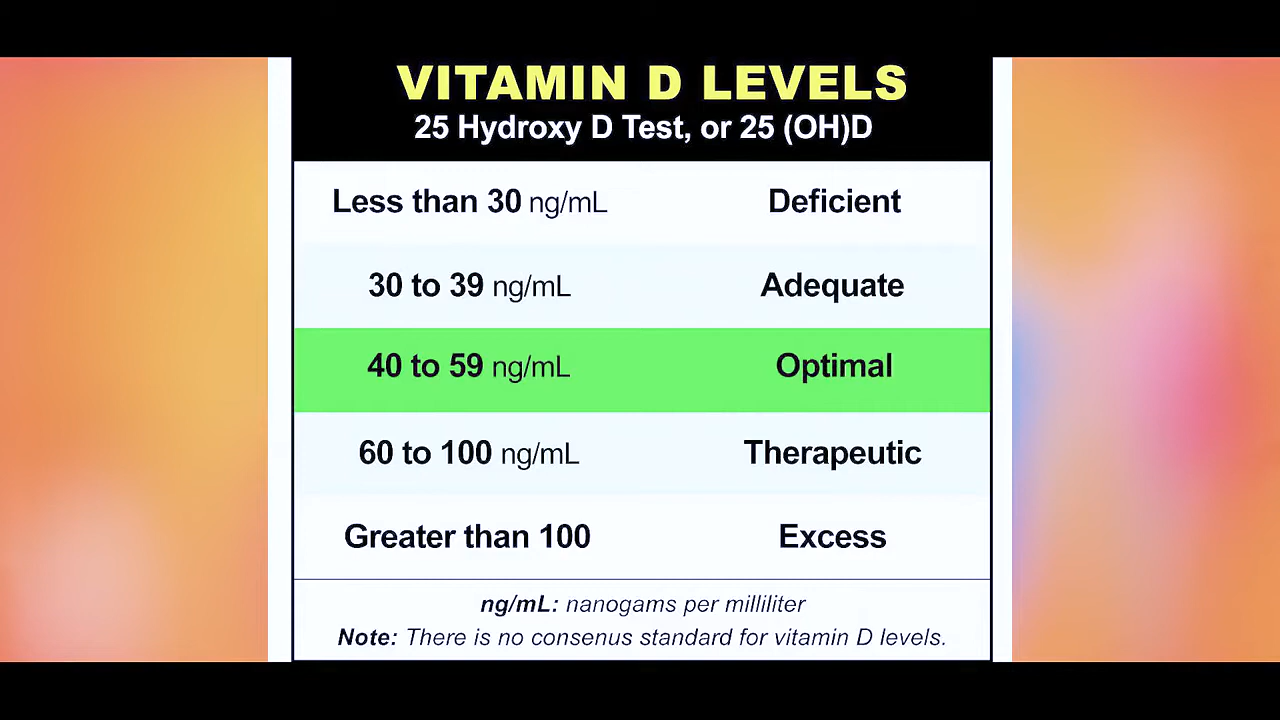 VITAMIN D LEVELS
25 Hydroxy D Test, or 25 (OH)D
Less than 30 ng/mL Deficient
30 to 39 ng/mL Adequate
40 to 59 ng/mL Optimal
60 to 100 ng/mL Therapeutic
Greater than 100 Excess
ng/mL: nanogams per milliliter
Note: There is no consenus standard for vitamin D levels.